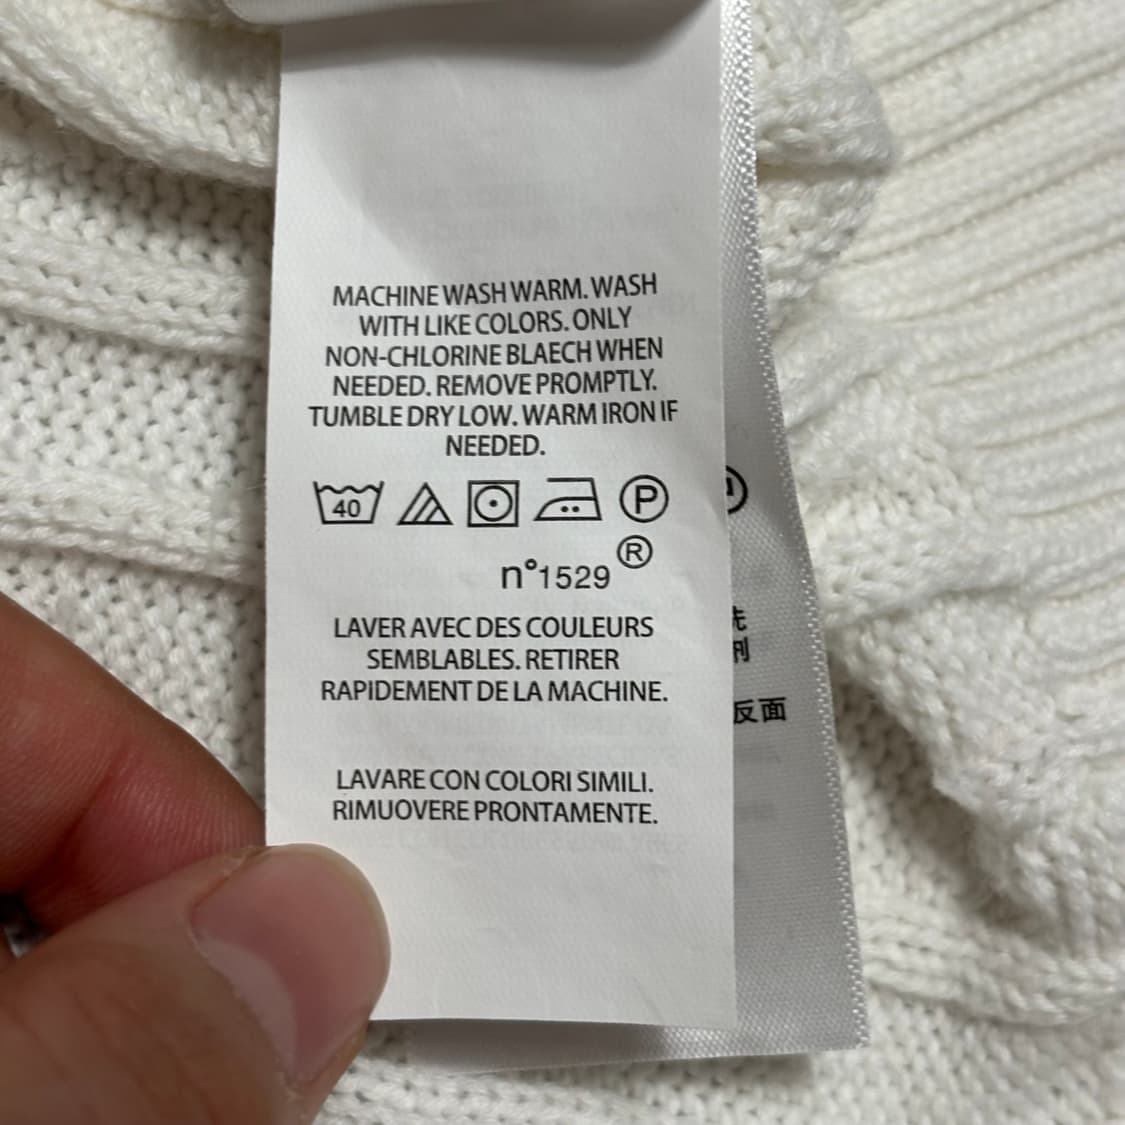 MACHINE WASH WARM. WASH
WITH LIKE COLORS. ONLY
NON-CHLORINE BLAECH WHEN
NEEDED. REMOVE PROMPTLY.
TUMBLE DRY LOW. WARM IRON IF
NEEDED.
40 P
n°1529 ®
LAVER AVEC DES COULEURS
SEMBLABLES. RETIRER
RAPIDEMENT DE LA MACHINE.
LAVARE CON COLORI SIMILI.
RIMUOVERE PRONTAMENTE.
洗
剂
反面